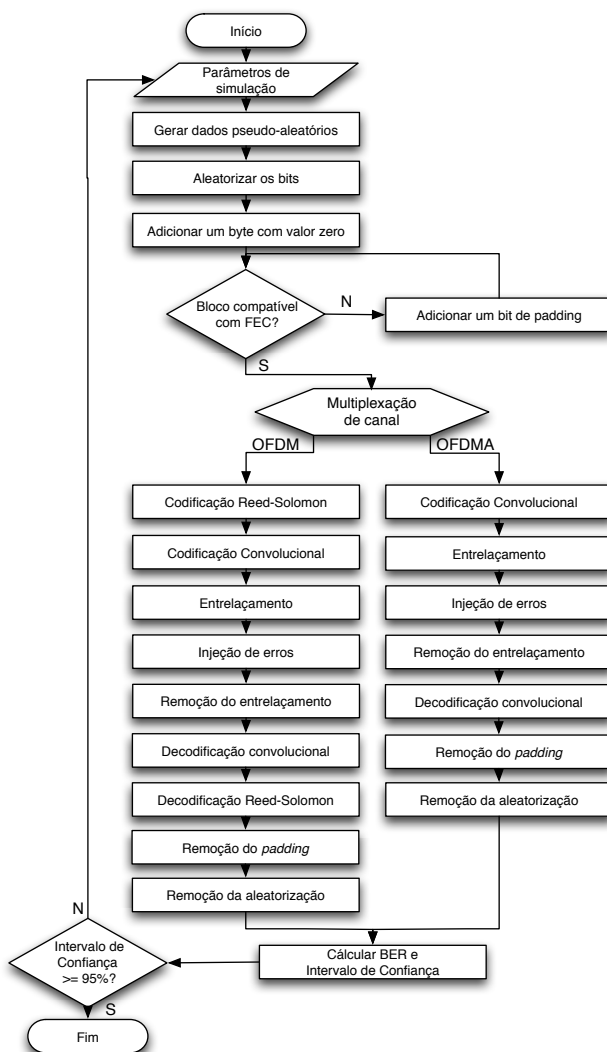 Início
Parâmetros de
simulação
Gerar dados pseudo-aleatórios
Aleatorizar os bits
Adicionar um byte com valor zero
Bloco compatível
com FEC?
N
Adicionar um bit de padding
S
Multiplexação
de canal
OFDM
OFDMA
Codificação Reed-Solomon
Codificação Convolucional
Entrelaçamento
Injeção de erros
Remoção do entrelaçamento
Decodificação convolucional
Decodificação Reed-Solomon
Remoção do padding
Remoção da aleatorização
Codificação Convolucional
Entrelaçamento
Injeção de erros
Remoção do entrelaçamento
Decodificação convolucional
Remoção do padding
Remoção da aleatorização
Cálcular BER e
Intervalo de Confiança
N
Intervalo de
Confiança
>= 95%?
S
Fim